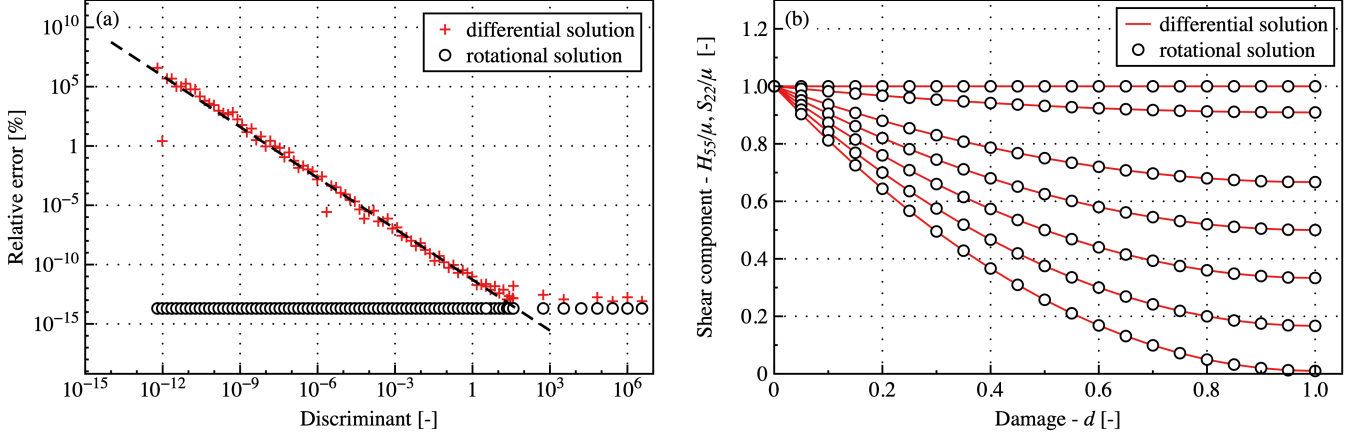 (a)
differential solution
rotational solution
10^10
10^5
1
10^−5
10^−10
10^−15
Relative error [%]
10^−15 10^−12 10^−9 10^−6 10^−3 1 10^3 10^6
Discriminant [-]
(b)
differential solution
rotational solution
1.2
1.0
0.8
0.6
0.4
0.2
0
Shear component - H_55/μ, S_22/μ [-]
0.0 0.2 0.4 0.6 0.8 1.0
Damage - d [-]